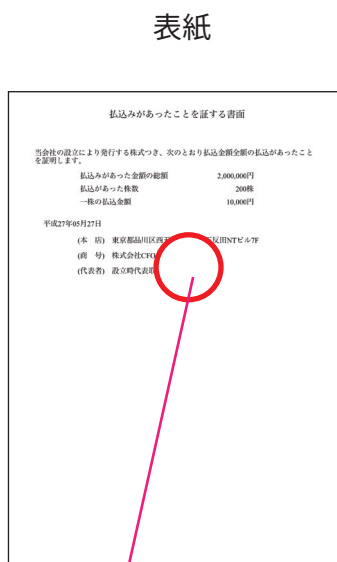 表紙
払込みがあったことを証する書面
当会社の設立により発行する株式つき、次のとおり払込金額全額の払込があったこと
を証明します。
払込みがあった金額の総額 2,000,000円
払込があった株数 200株
一株の払込金額 10,000円
平成27年05月27日
(本 店) 東京都品川区西五 反田NTビル7F
(商 号) 株式会社CFO
(代表者) 設立時代表取